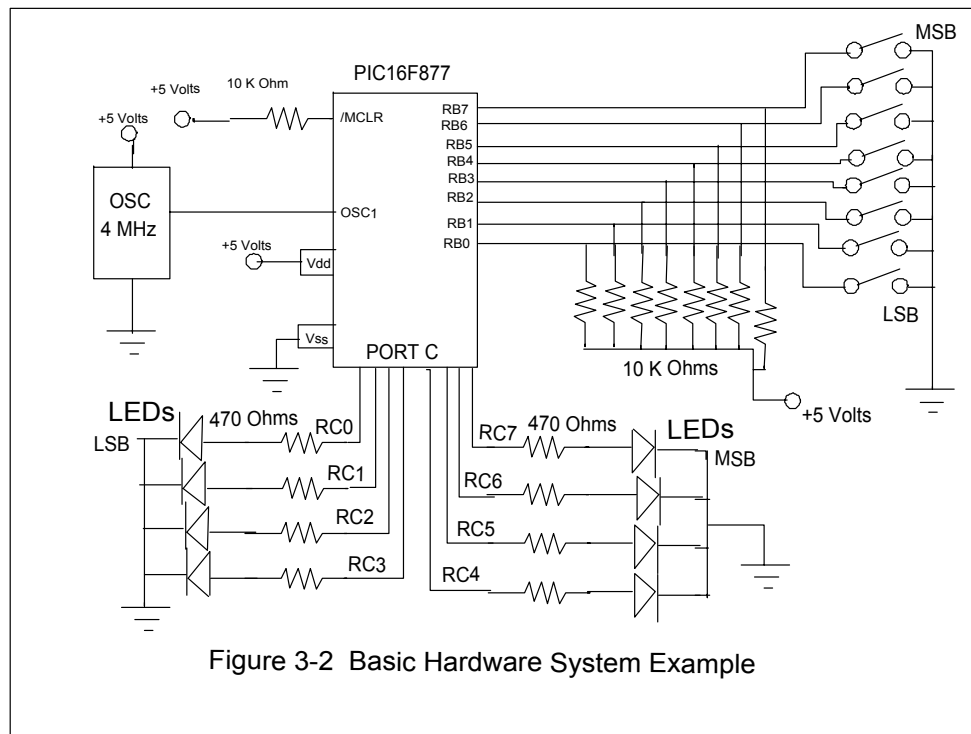 MSB
PIC16F877
+5 Volts
10 K Ohm
/MCLR
+5 Volts
OSC
4 MHz
OSC1
+5 Volts
Vdd
Vss
RB7
RB6
RB5
RB4
RB3
RB2
RB1
RB0
LSB
10 K Ohms
+5 Volts
PORT C
LEDs
LSB
470 Ohms
RC0
RC1
RC2
RC3
RC7
470 Ohms
LEDs
MSB
RC6
RC5
RC4
Figure 3-2 Basic Hardware System Example